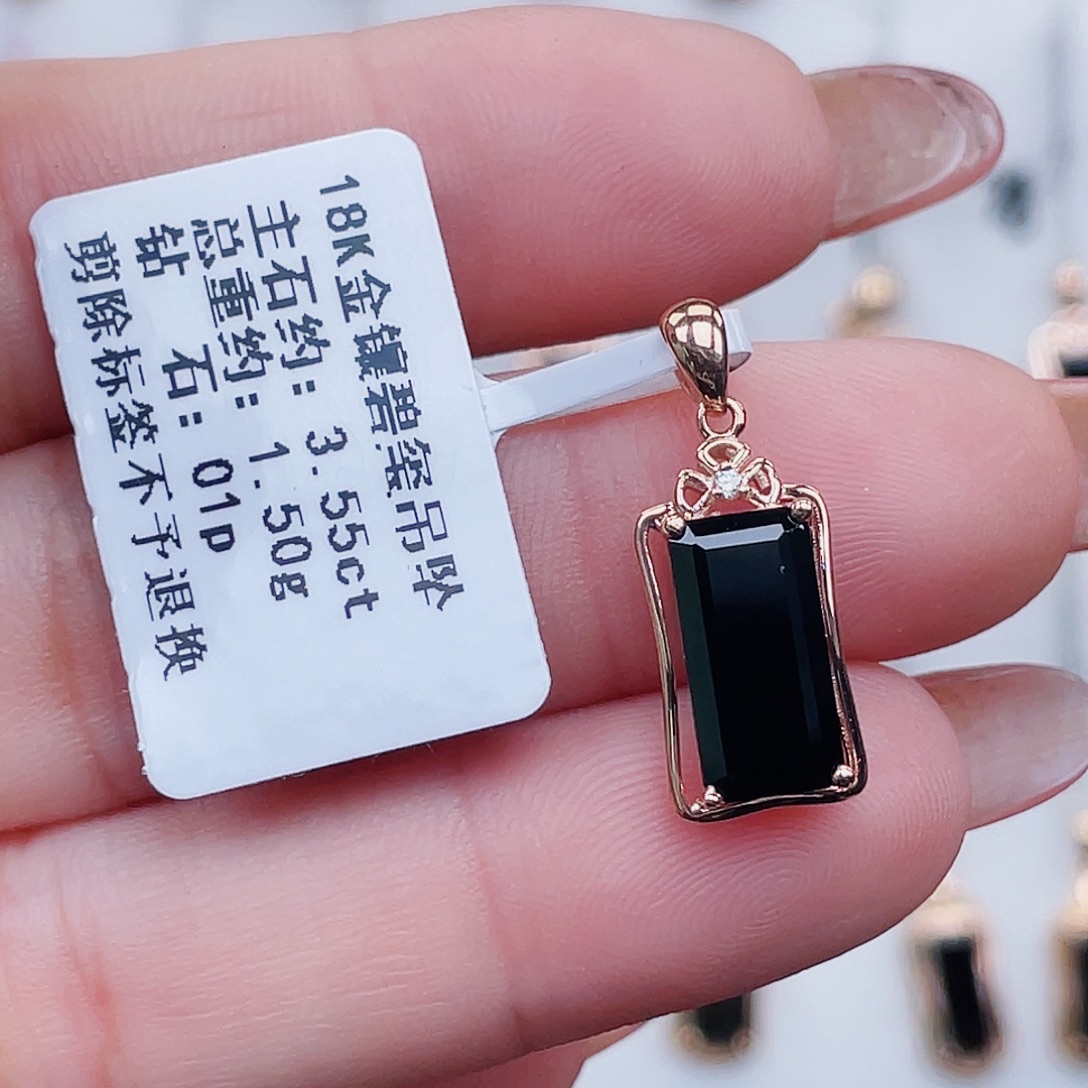 18K金镶碧玺吊坠
主石约: 3.55ct
总重约: 1.50g
钻 石: 01p
剪除标签不予退换